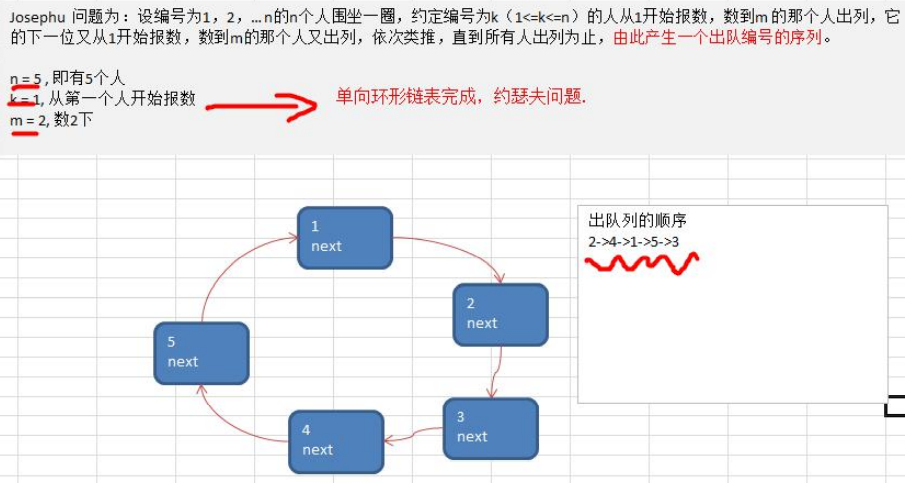 Josephu 问题为：设编号为1，2，… n的n个人围坐一圈，约定编号为k（1<=k<=n）的人从1开始报数，数到m 的那个人出列，它
的下一位又从1开始报数，数到m的那个人又出列，依次类推，直到所有人出列为止，由此产生一个出队编号的序列。
n = 5 , 即有5个人
k = 1, 从第一个人开始报数
m = 2, 数2下
单向环形链表完成，约瑟夫问题.
1
next
2
next
3
next
4
next
5
next
出队列的顺序
2->4->1->5->3